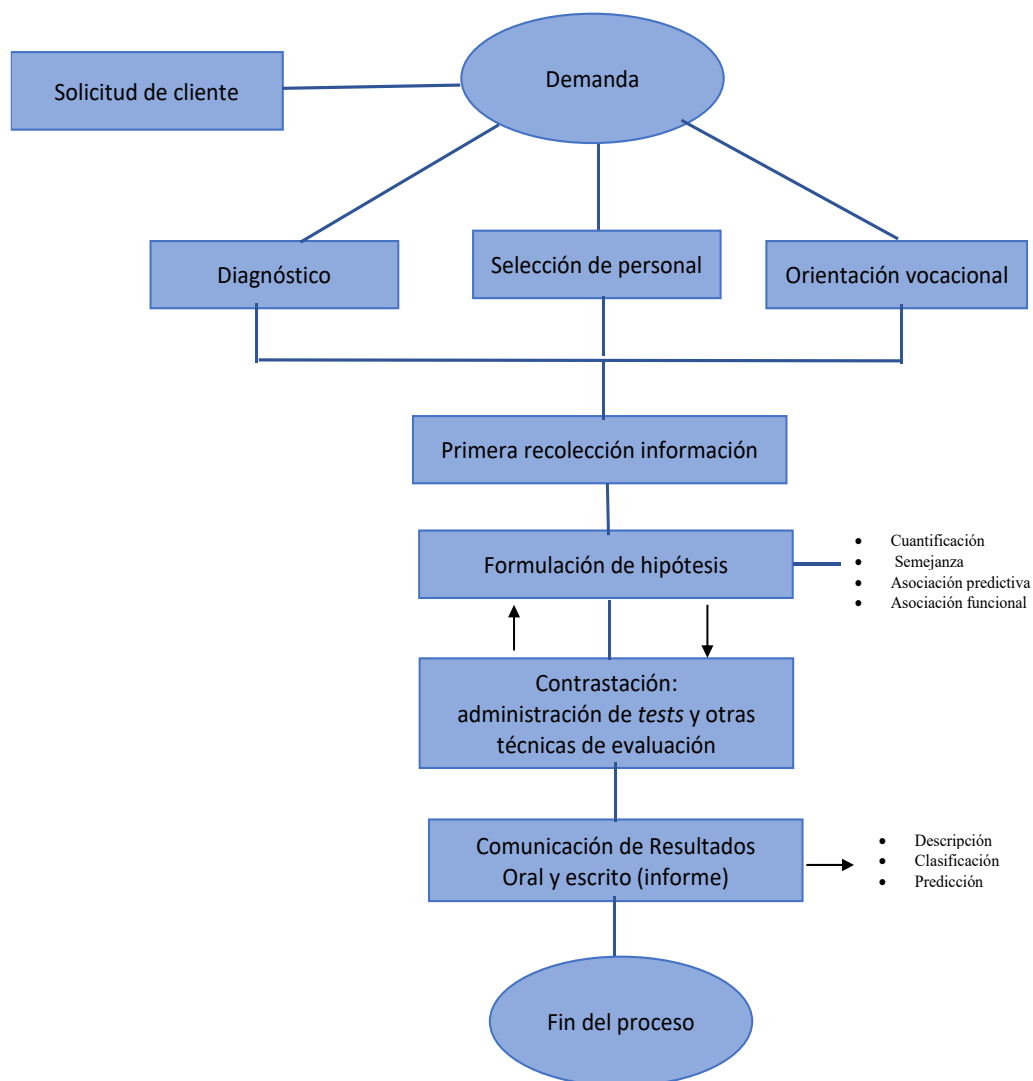 Demanda
Solicitud de cliente
Diagnóstico
Selección de personal
Orientación vocacional
Primera recolección información
Formulación de hipótesis
• Cuantificación
• Semejanza
• Asociación predictiva
• Asociación funcional
Contrastación:
administración de tests y otras
técnicas de evaluación
Comunicación de Resultados
Oral y escrito (informe)
• Descripción
• Clasificación
• Predicción
Fin del proceso